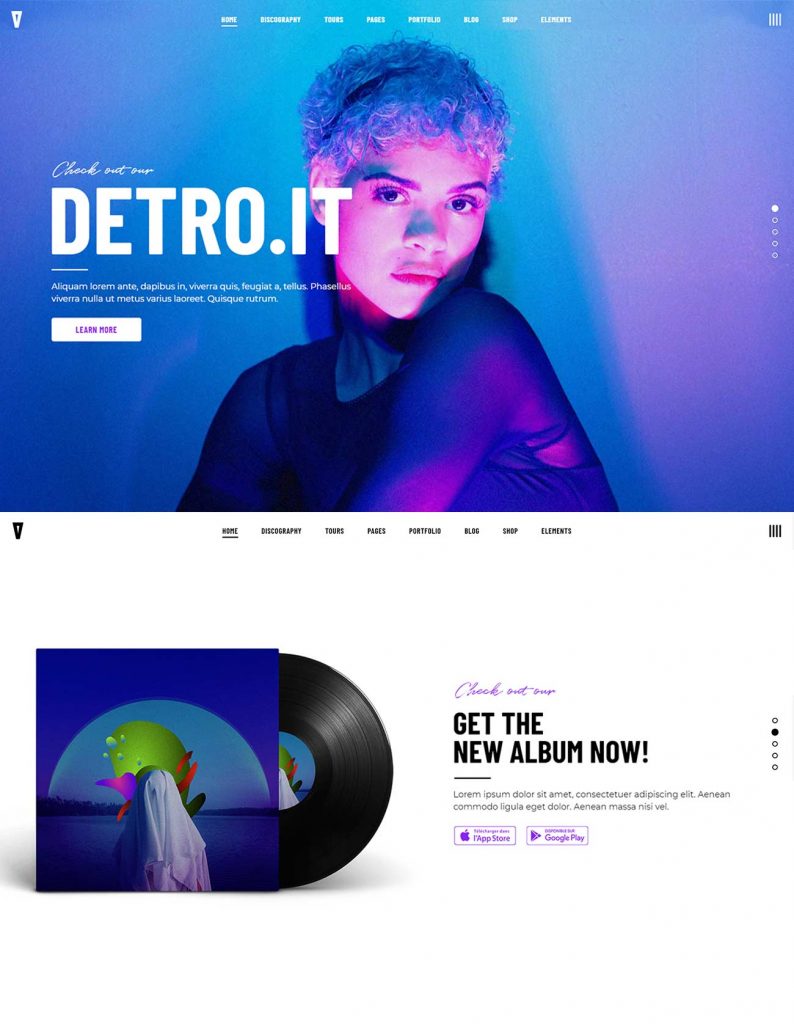 HOME DISCOGRAPHY TOURS PAGES PORTFOLIO BLOG SHOP ELEMENTS
Check out our
DETRO.IT
Aliquam lorem ante, dapibus in, viverra quis, feugiat a, tellus. Phasellus
viverra nulla ut metus varius laoreet. Quisque rutrum.
LEARN MORE
HOME DISCOGRAPHY TOURS PAGES PORTFOLIO BLOG SHOP ELEMENTS
Check out our
GET THE
NEW ALBUM NOW!
Lorem ipsum dolor sit amet, consectetuer adipiscing elit. Aenean
commodo ligula eget dolor. Aenean massa nisi vel.
Télécharger dans
l'App Store
DISPONIBLE SUR
Google Play